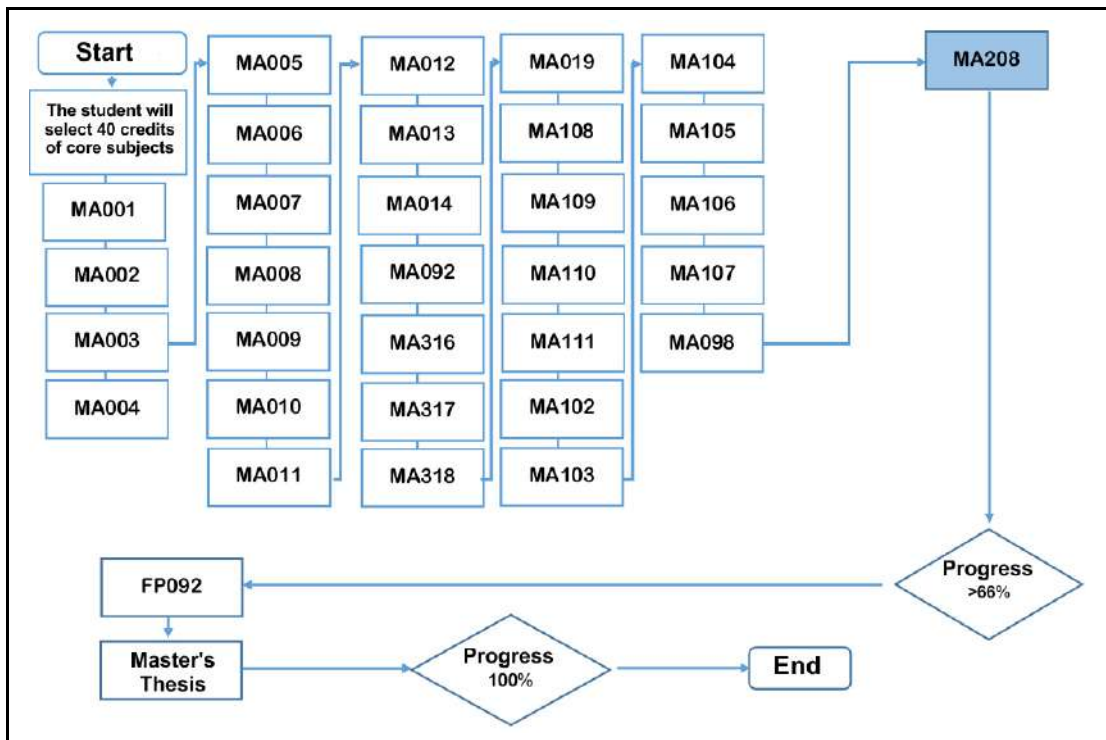 Start
The student will
select 40 credits
of core subjects
MA001
MA002
MA003
MA004
MA005
MA006
MA007
MA008
MA009
MA010
MA011
MA012
MA013
MA014
MA092
MA316
MA317
MA318
MA019
MA108
MA109
MA110
MA111
MA102
MA103
MA104
MA105
MA106
MA107
MA098
MA208
Progress
>66%
FP092
Master's
Thesis
Progress
100%
End